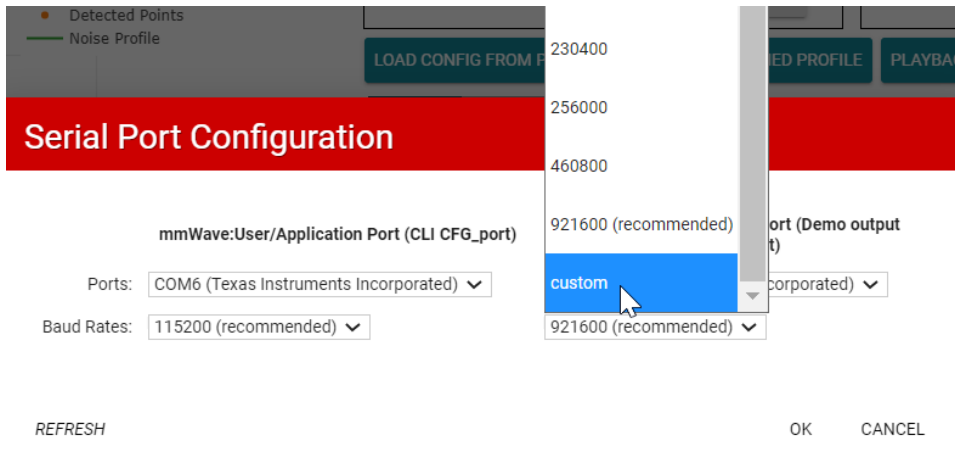 Detected Points
Noise Profile
LOAD CONFIG FROM P
ED PROFILE
PLAYBA
230400
256000
460800
921600 (recommended)
custom
Serial Port Configuration
mmWave:User/Application Port (CLI CFG_port)
ort (Demo output
t)
Ports:
COM6 (Texas Instruments Incorporated)
corporated)
Baud Rates:
115200 (recommended)
921600 (recommended)
REFRESH
OK
CANCEL